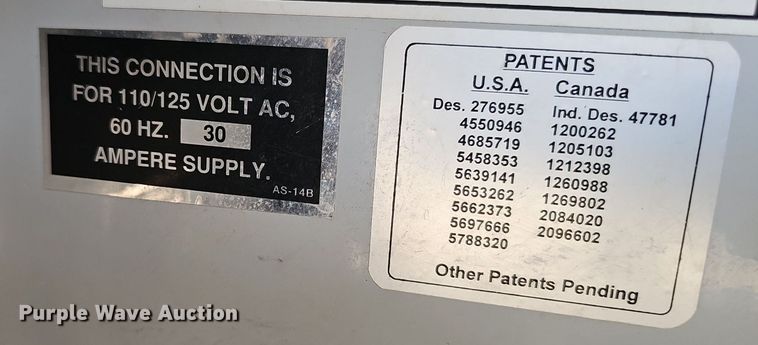 THIS CONNECTION IS
FOR 110/125 VOLT AC,
60 HZ. 30
AMPERE SUPPLY.
AS-14B
PATENTS
U.S.A. Canada
Des. 276955 Ind. Des. 47781
4550946 1200262
4685719 1205103
5458353 1212398
5639141 1260988
5653262 1269802
5662373 2084020
5697666 2096602
5788320
Other Patents Pending
Purple Wave Auction